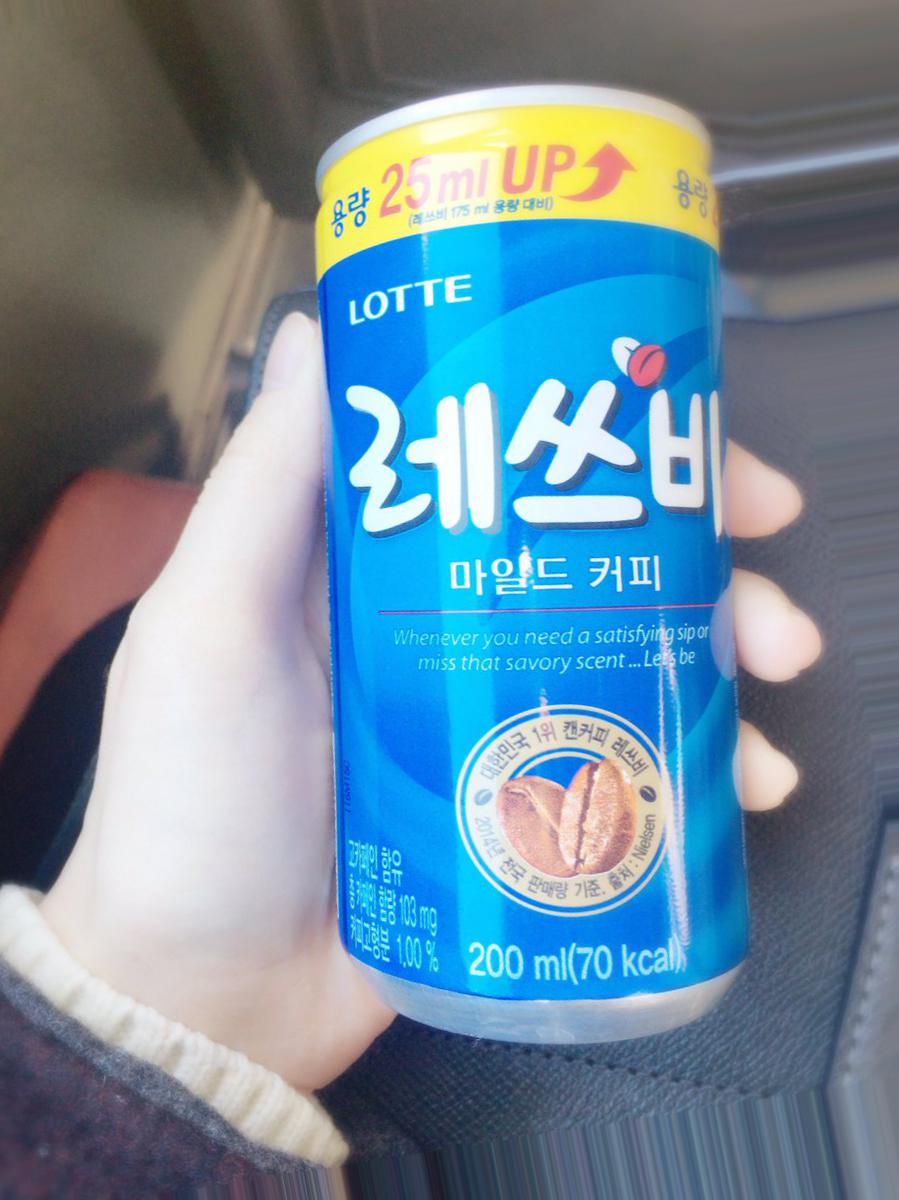 용량 25ml UP
용량
(레쓰비 175 ml 용량 대비)
LOTTE
레쓰비
마일드 커피
Whenever you need a satisfying sip or
miss that savory scent ... Let's be
대한민국 1위 캔커피 레쓰비
2014년 전국 판매량 기준, 출처 : Nielsen
고카페인 함유
총 카페인 함량 103 mg
커피고형분 1.00 %
200 ml(70 kcal)